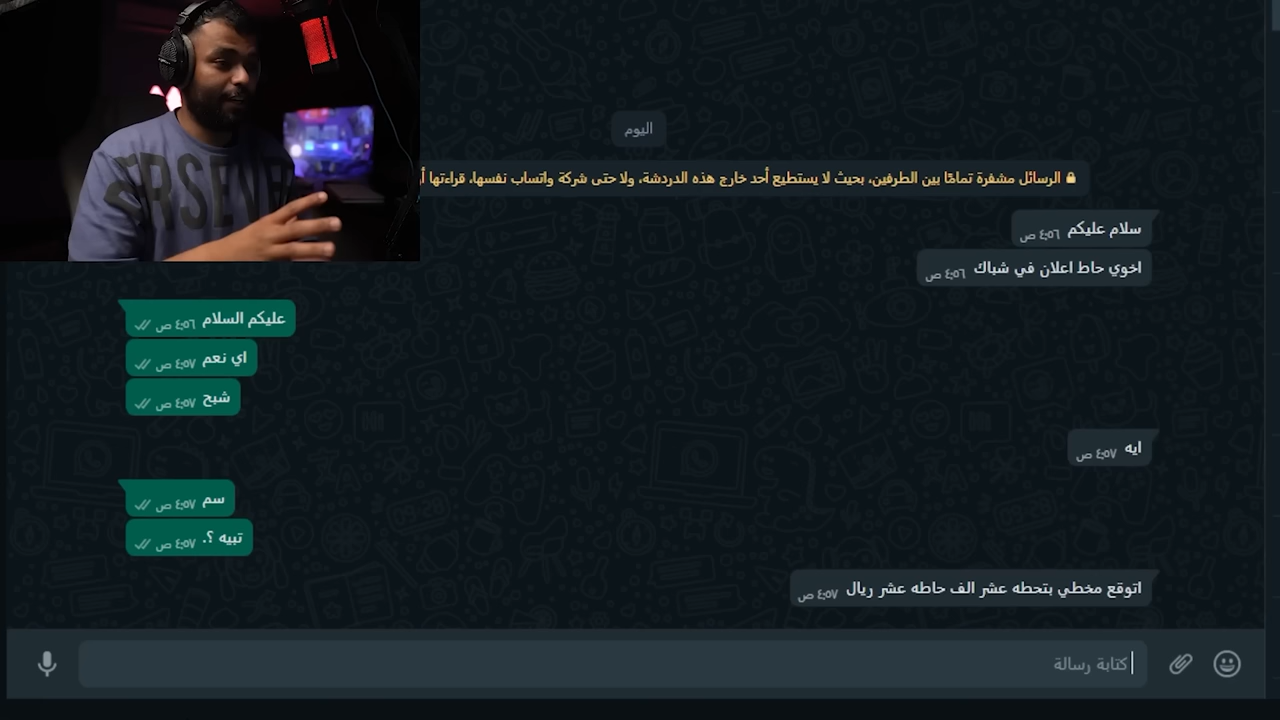 ERSEVE
اليوم
الرسائل مشفرة تمامًا بين الطرفين، بحيث لا يستطيع أحد خارج هذه الدردشة، ولا حتى شركة واتساب نفسها، قراءتها
سلام عليكم ٤:٥٦ ص
اخوي حاط اعلان في شباك ٤:٥٦ ص
عليكم السلام ٤:٥٦ ص
اي نعم ٤:٥٧ ص
شبح ٤:٥٧ ص
ايه ٤:٥٧ ص
سم ٤:٥٧ ص
تبيه ؟. ٤:٥٧ ص
اتوقع مخطي بتحطه عشر الف حاطه عشر ريال ٤:٥٧ ص
كتابة رسالة